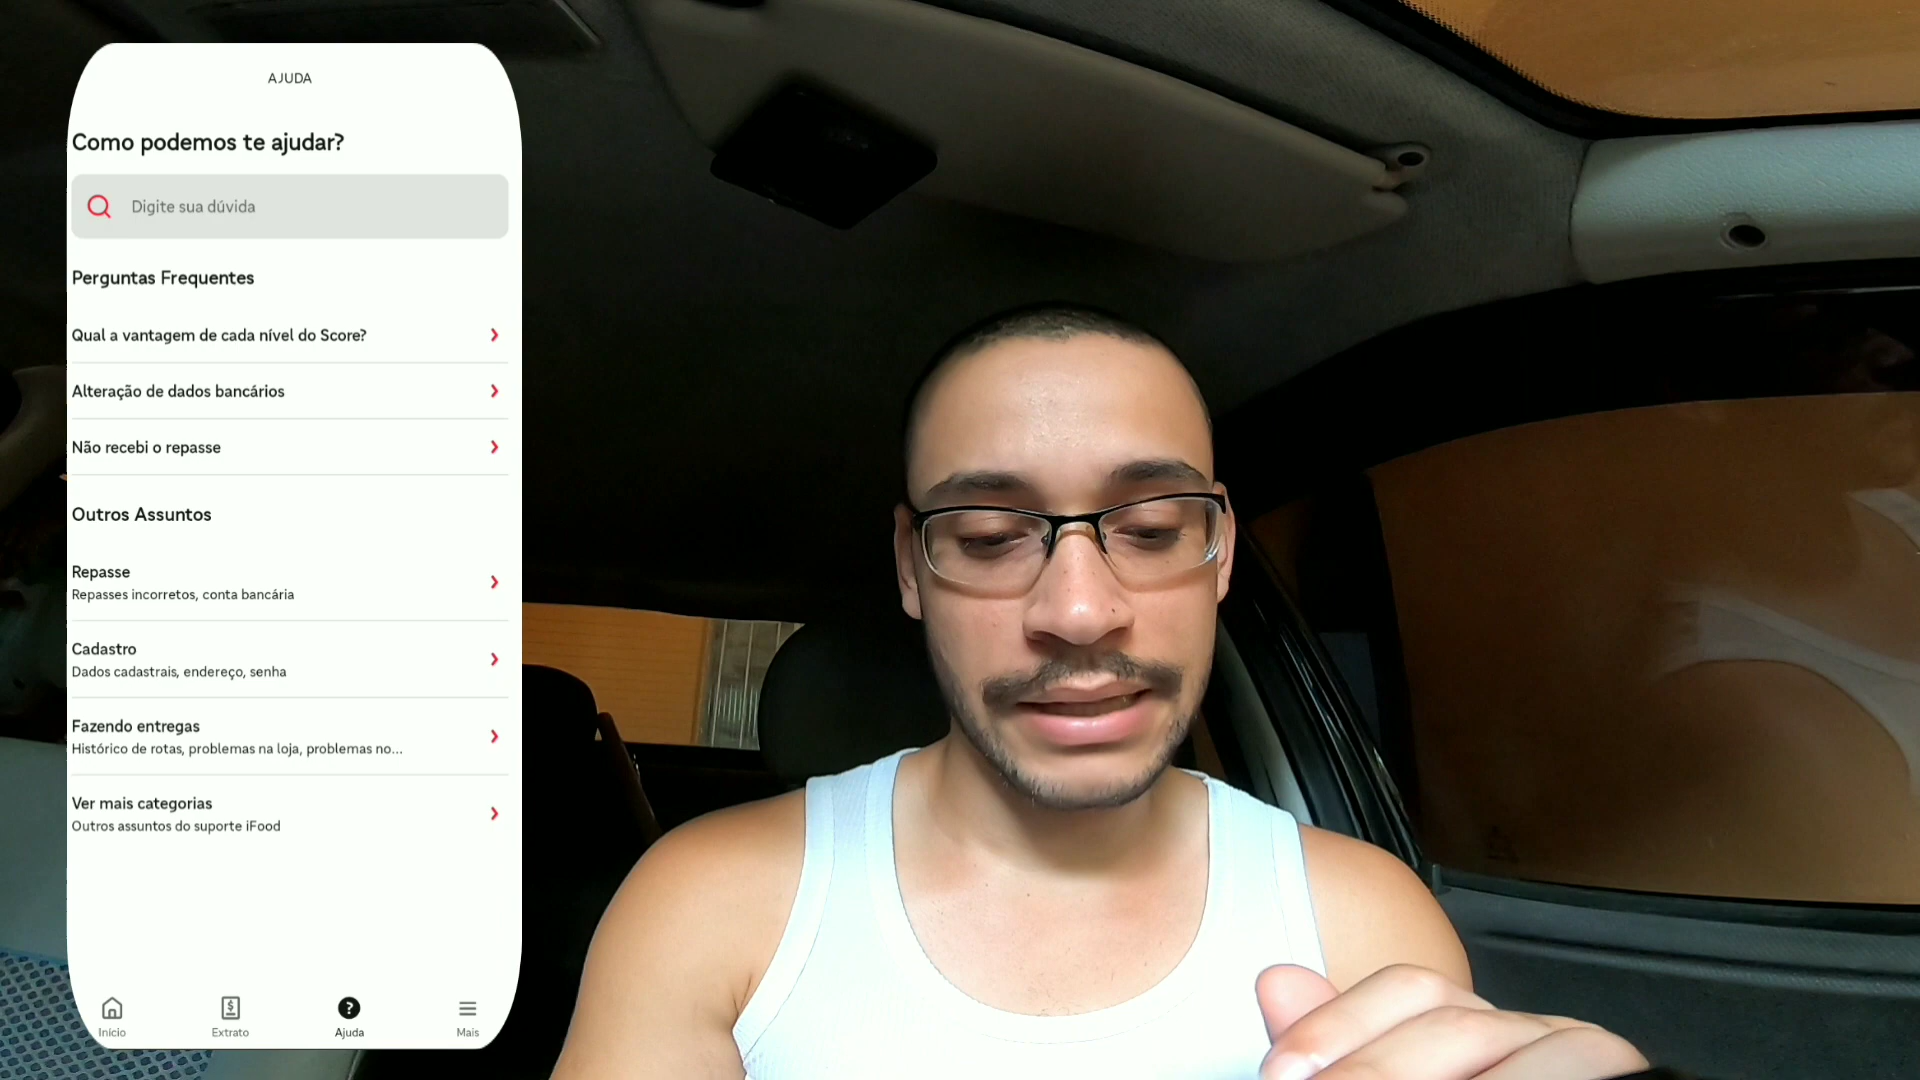 AJUDA
Como podemos te ajudar?
Digite sua dúvida
Perguntas Frequentes
Qual a vantagem de cada nível do Score?
Alteração de dados bancários
Não recebi o repasse
Outros Assuntos
Repasse
Repasses incorretos, conta bancária
Cadastro
Dados cadastrais, endereço, senha
Fazendo entregas
Histórico de rotas, problemas na loja, problemas no...
Ver mais categorias
Outros assuntos do suporte iFood
Início
Extrato
Ajuda
Mais